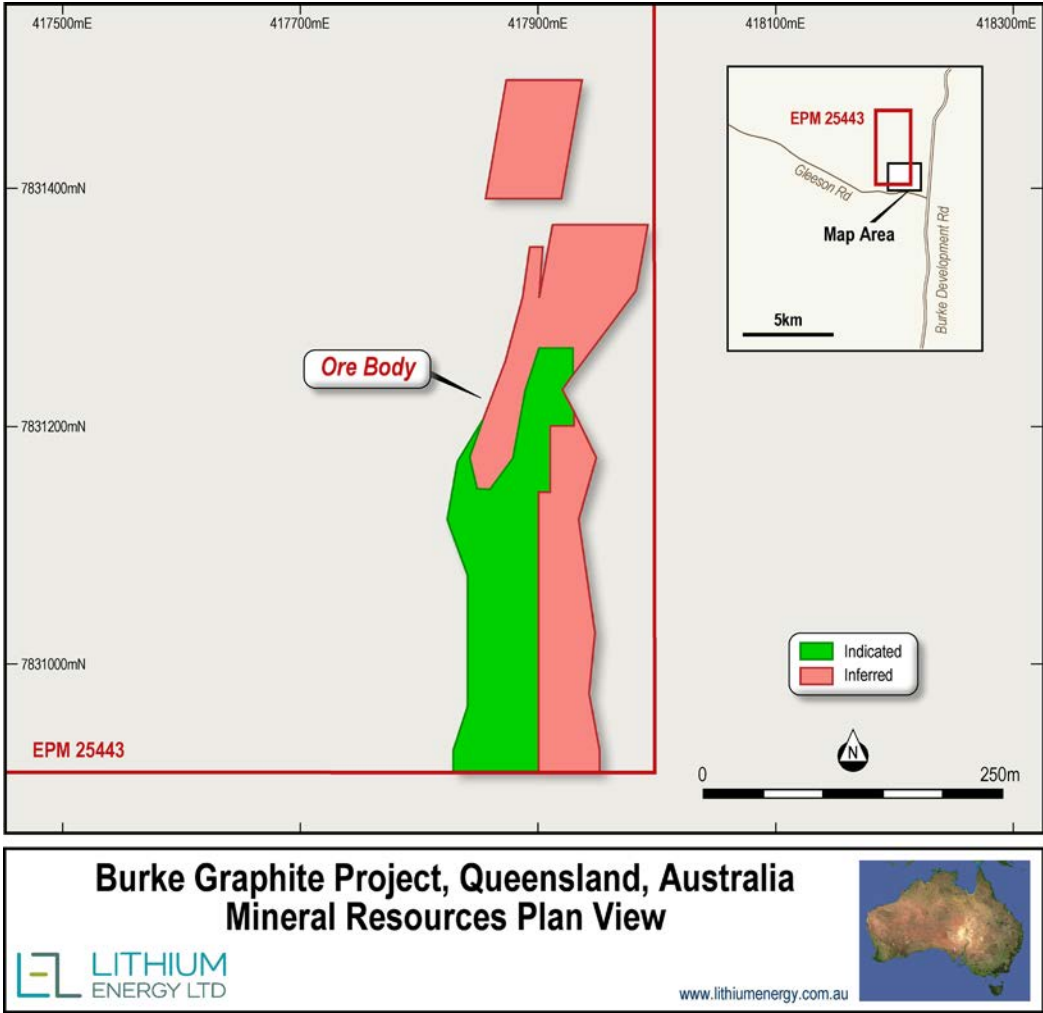 417500mE
417700mE
417900mE
418100mE
418300mE
EPM 25443
Gleeson Rd
Map Area
Burke Development Rd
5km
7831400mN
Ore Body
7831200mN
Indicated
Inferred
7831000mN
EPM 25443
N
0
250m
Burke Graphite Project, Queensland, Australia
Mineral Resources Plan View
LEL
LITHIUM
ENERGY LTD
www.lithiumenergy.com.au